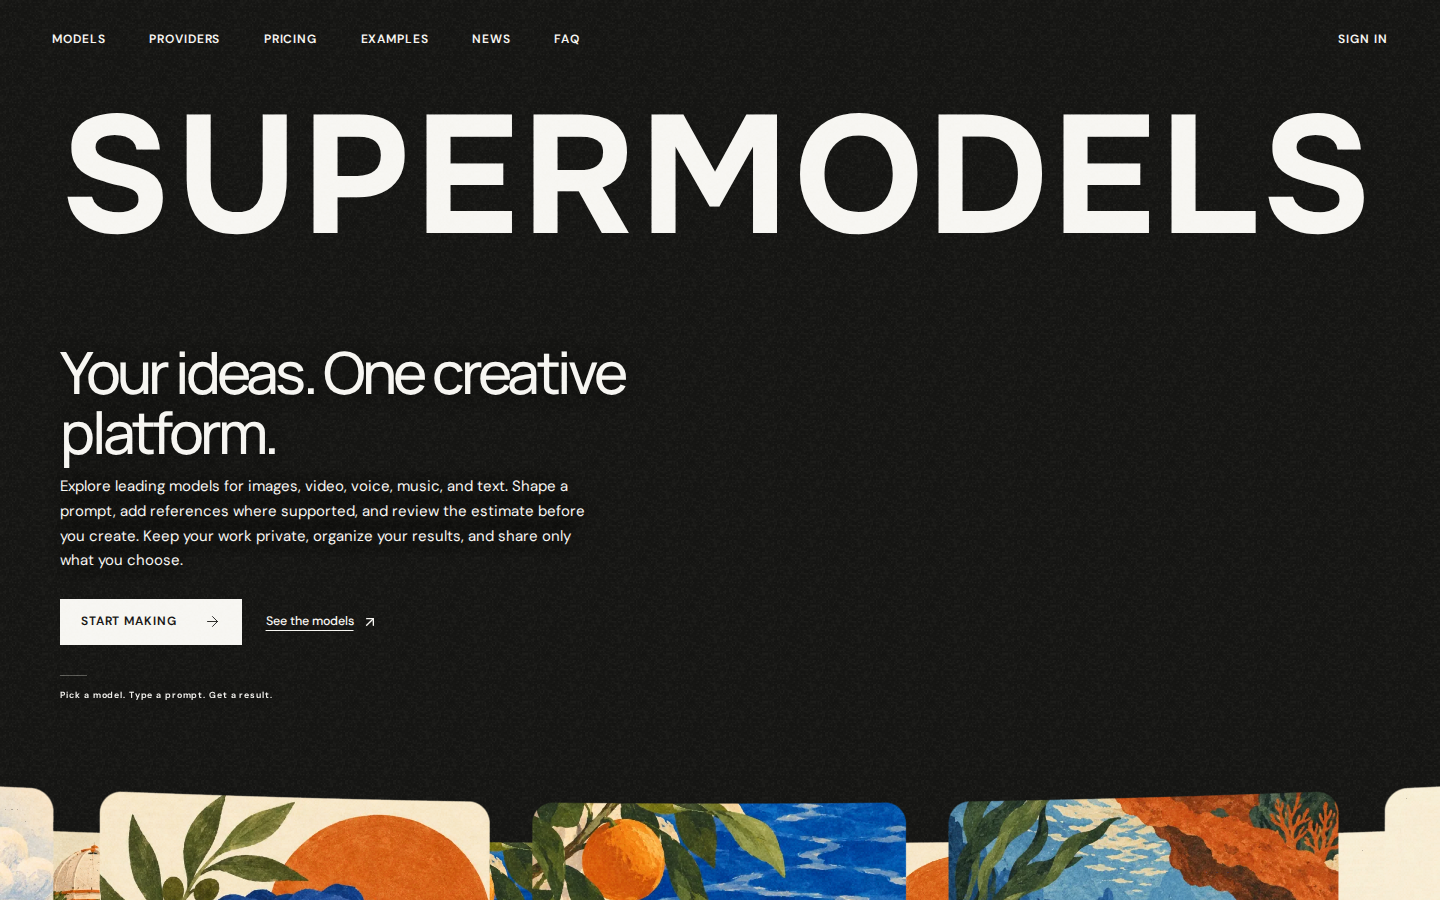 MODELS PROVIDERS PRICING EXAMPLES NEWS FAQ SIGN IN
SUPERMODELS
Your ideas. One creative
platform.
Explore leading models for images, video, voice, music, and text. Shape a
prompt, add references where supported, and review the estimate before
you create. Keep your work private, organize your results, and share only
what you choose.
START MAKING See the models
Pick a model. Type a prompt. Get a result.